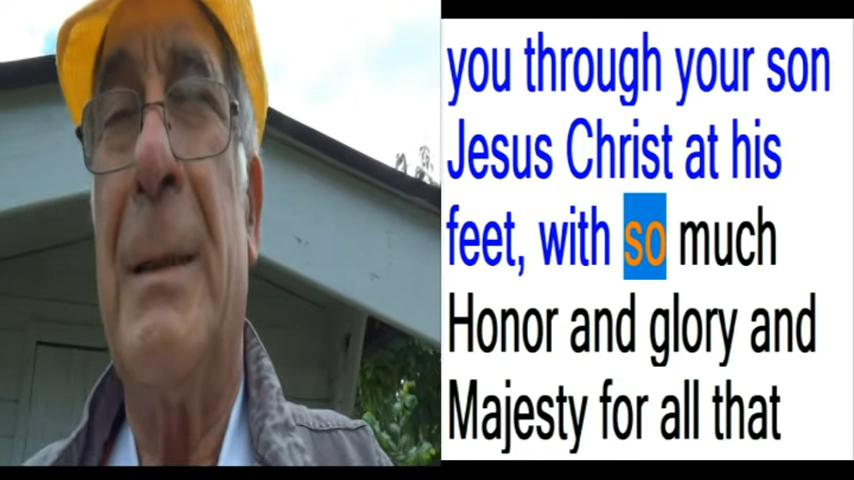 you through your son
Jesus Christ at his
feet, with so much
Honor and glory and
Majesty for all that